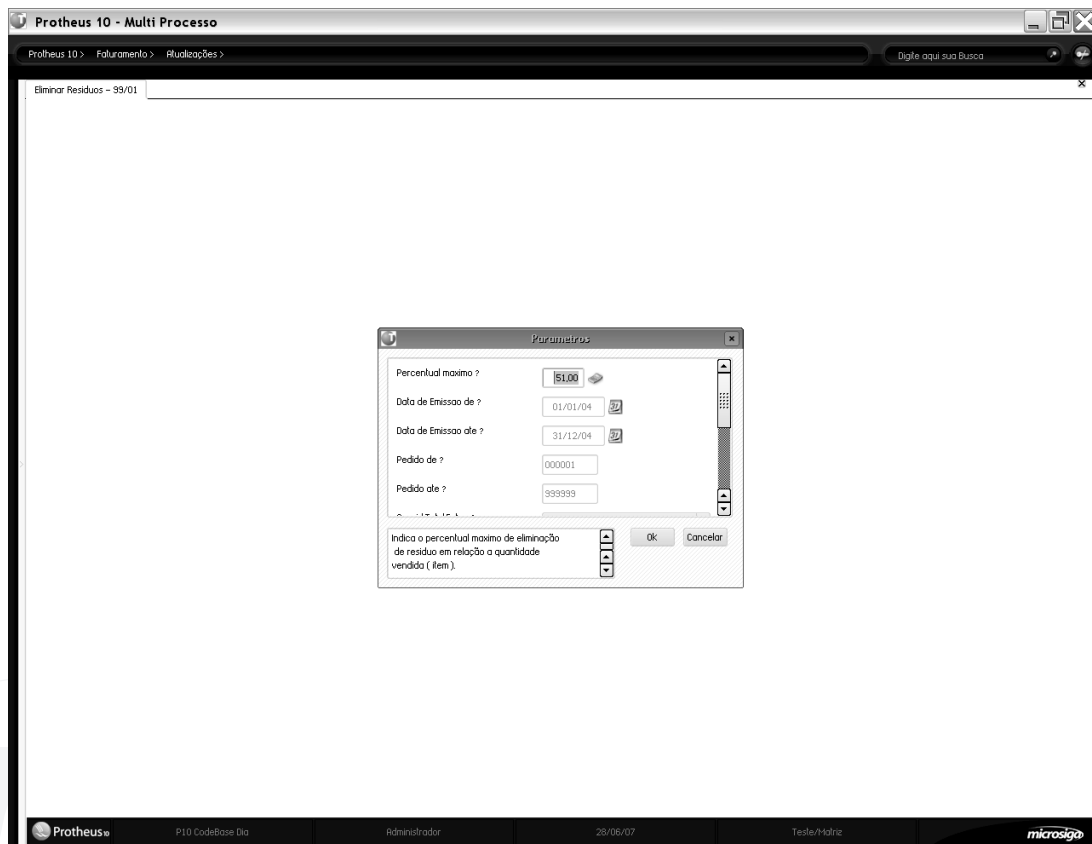 Protheus 10 - Multi Processo
Protheus 10 > Faturamento > Atualizações >
Digite aqui sua Busca
Eliminar Residuos - 99/01
Parametros
Percentual maximo ?
51,00
Data de Emissao de ?
01/01/04
Data de Emissao ate ?
31/12/04
Pedido de ?
000001
Pedido ate ?
999999
Indica o percentual maximo de eliminação
de residuo em relação a quantidade
vendida ( item ).
Ok
Cancelar
Protheus10
P10 CodeBase Dia
Administrador
28/06/07
Teste/Matriz
microsiga